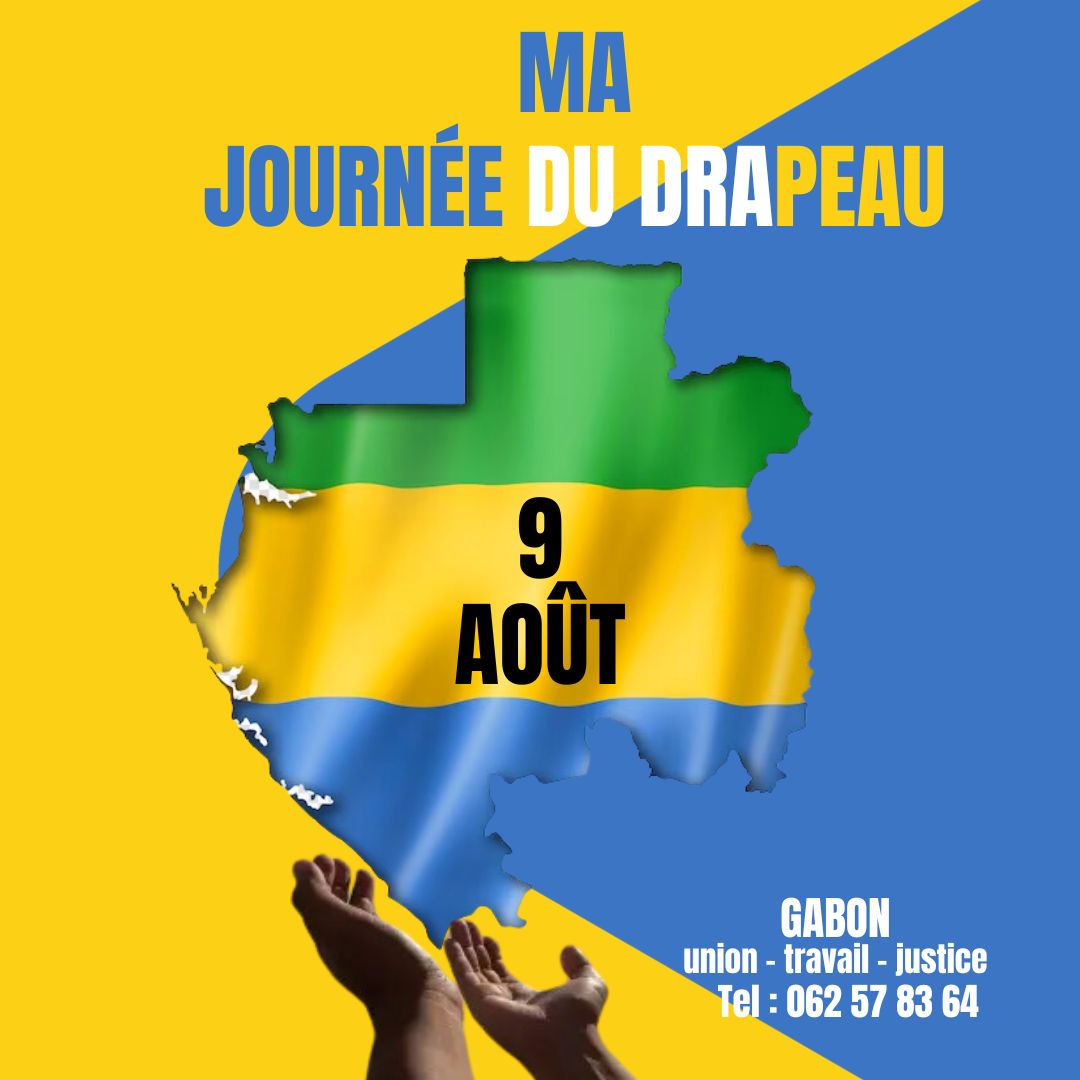 MA
JOURNÉE DU DRAPEAU
9
AOÛT
GABON
union - travail - justice
Tel : 062 57 83 64